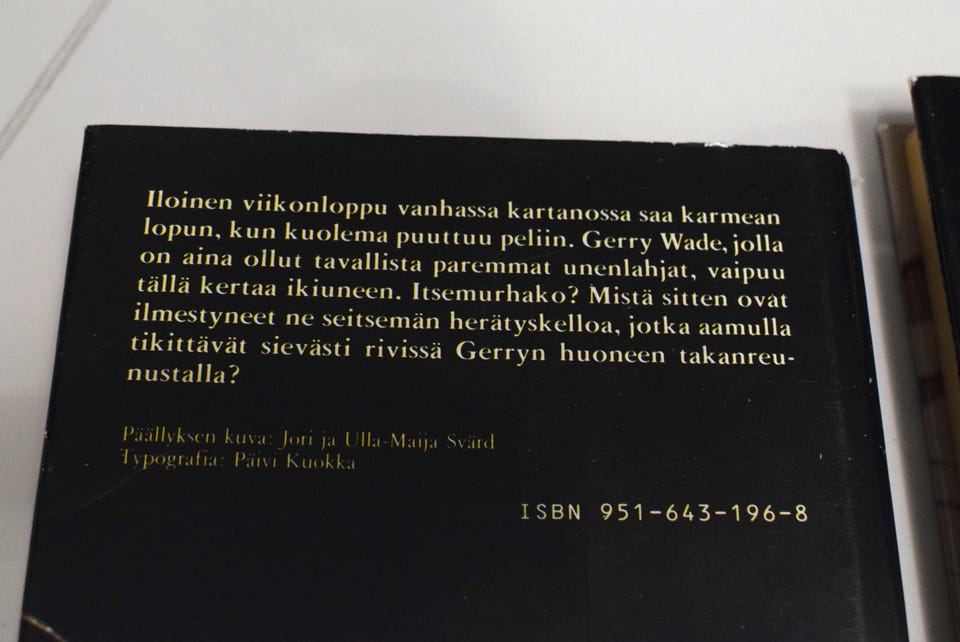 Iloinen viikonloppu vanhassa kartanossa saa karmean
lopun, kun kuolema puuttuu peliin. Gerry Wade, jolla
on aina ollut tavallista paremmat unenlahjat, vaipuu
tällä kertaa ikiuneen. Itsemurhako? Mistä sitten ovat
ilmestyneet ne seitsemän herätyskelloa, jotka aamulla
tikittävät sievästi rivissä Gerryn huoneen takanreu-
nustalla?
Päällyksen kuva: Jori ja Ulla-Maija Svärd
Typografia: Päivi Kuokka
ISBN 951-643-196-8